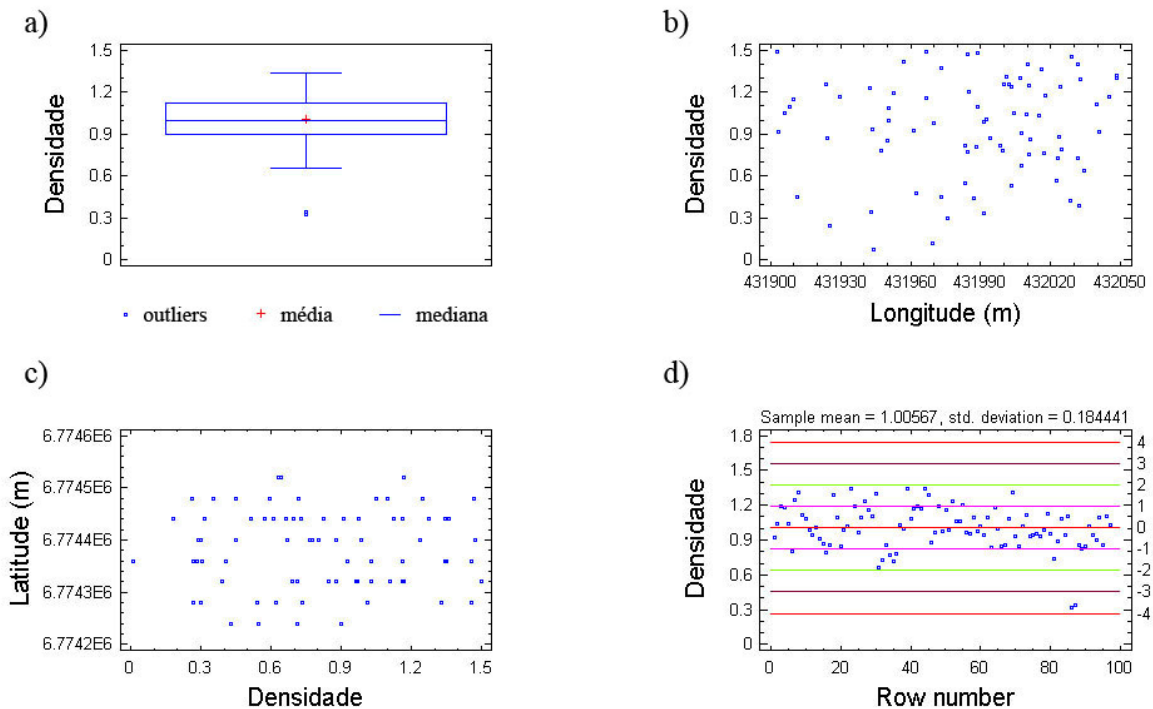 a)
Densidade
1.5
1.2
0.9
0.6
0.3
0
outliers + média mediana
b)
Densidade
1.5
1.2
0.9
0.6
0.3
0
431900 431930 431960 431990 432020 432050
Longitude (m)
c)
Latitude (m)
6.7746E6
6.7745E6
6.7744E6
6.7743E6
6.7742E6
0 0.3 0.6 0.9 1.2 1.5
Densidade
d)
Sample mean = 1.00567, std. deviation = 0.184441
Densidade
1.8
1.5
1.2
0.9
0.6
0.3
0
4
3
2
1
0
-1
-2
-3
-4
0 20 40 60 80 100
Row number